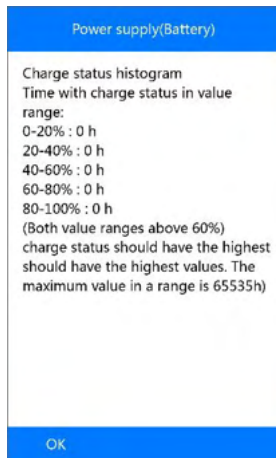 Power supply(Battery)
Charge status histogram
Time with charge status in value
range:
0-20% : 0 h
20-40% : 0 h
40-60% : 0 h
60-80% : 0 h
80-100% : 0 h
(Both value ranges above 60%)
charge status should have the highest
should have the highest values. The
maximum value in a range is 65535h)
OK